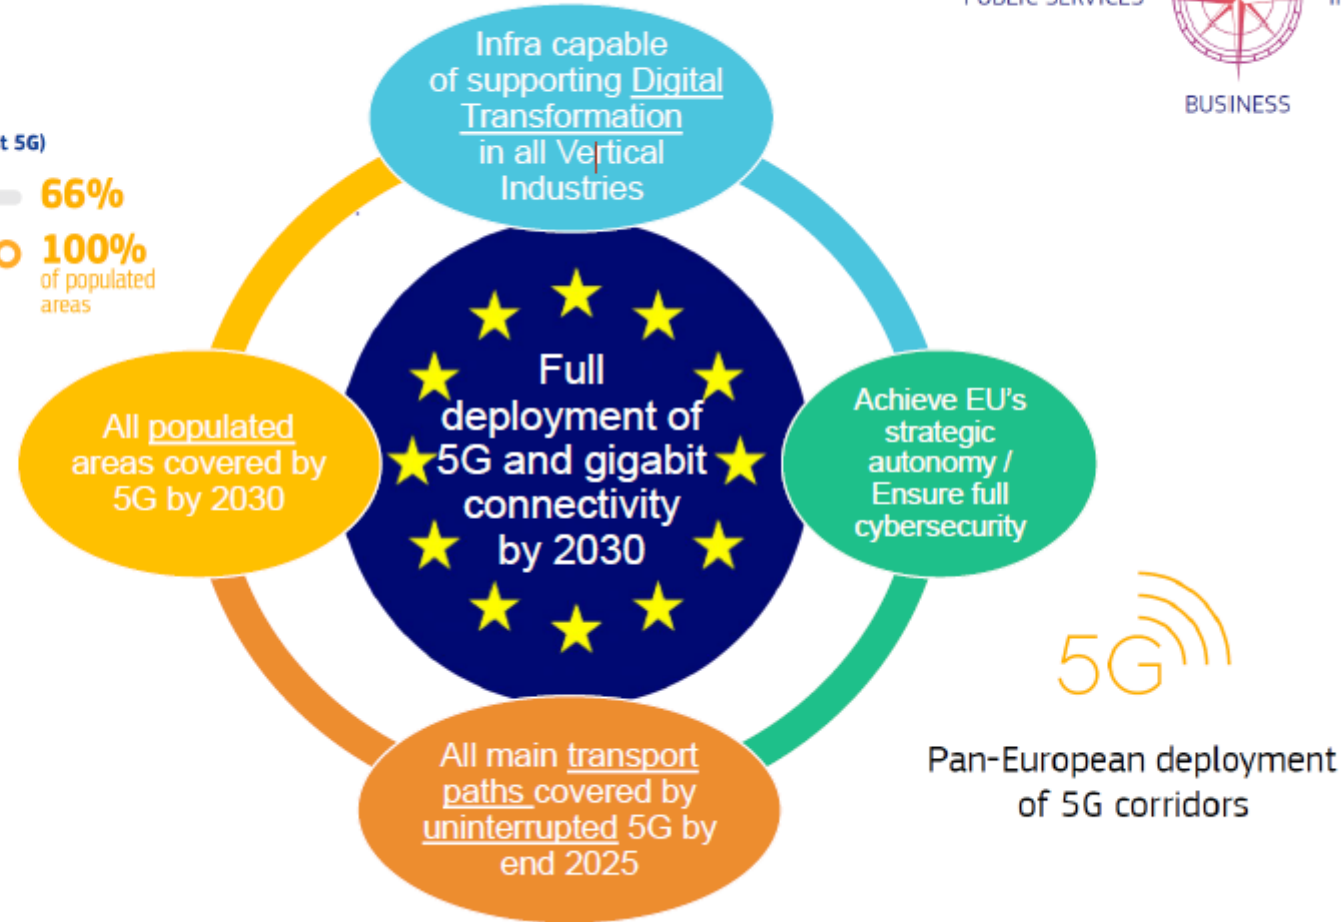 Infra capable
of supporting Digital
Transformation
in all Vertical
Industries
PUBLIC SERVICES
BUSINESS
t 5G)
66%
100%
of populated
areas
All populated
areas covered by
5G by 2030
Full
deployment of
5G and gigabit
connectivity
by 2030
Achieve EU's
strategic
autonomy /
Ensure full
cybersecurity
All main transport
paths covered by
uninterrupted 5G by
end 2025
5G
Pan-European deployment
of 5G corridors